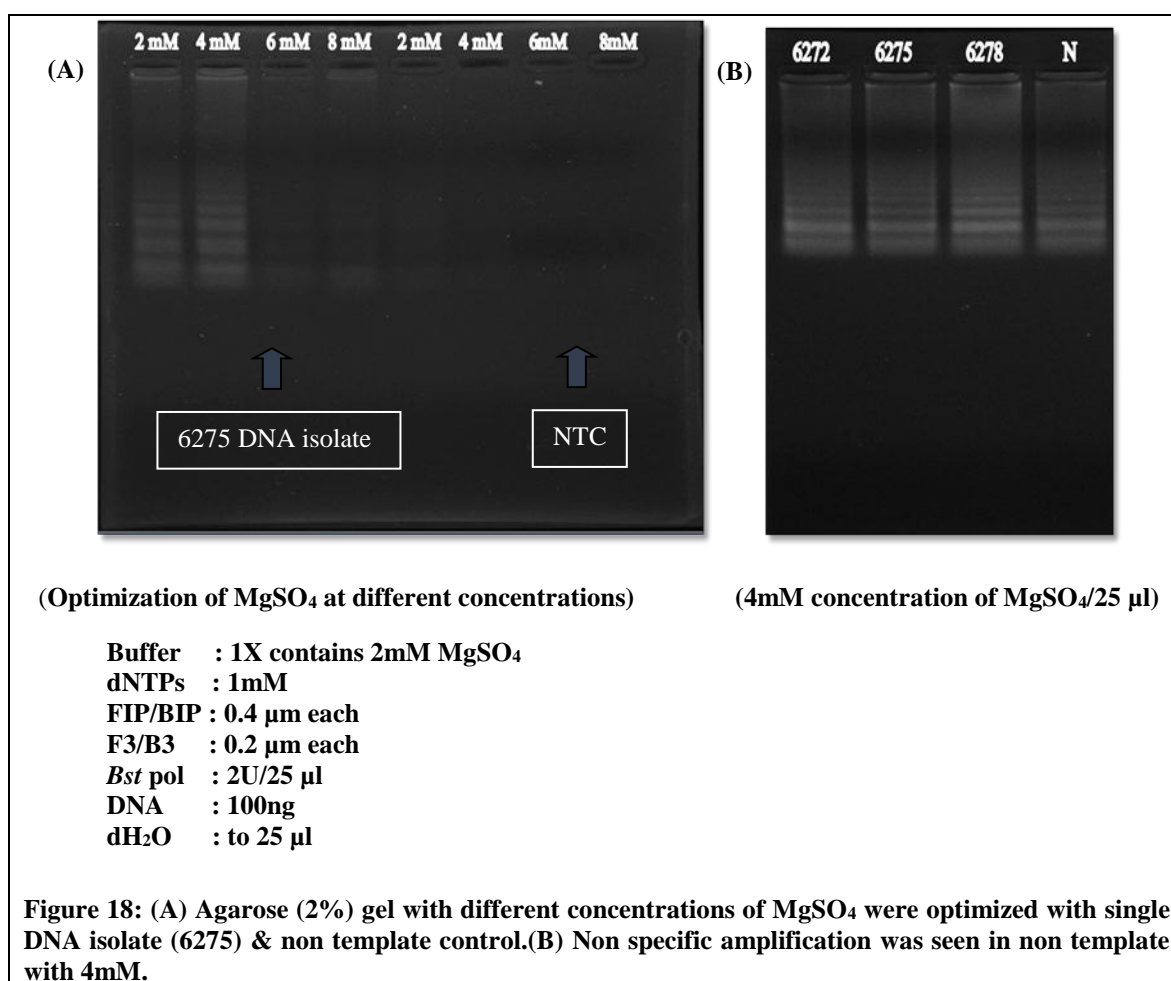 (A)
2 mM 4 mM 6 mM 8 mM 2 mM 4 mM 6mM 8mM
6275 DNA isolate
NTC
(B)
6272 6275 6278 N
(Optimization of MgSO₄ at different concentrations)
(4mM concentration of MgSO₄/25 µl)
Buffer : 1X contains 2mM MgSO₄
dNTPs : 1mM
FIP/BIP : 0.4 µm each
F3/B3 : 0.2 µm each
Bst pol : 2U/25 µl
DNA : 100ng
dH₂O : to 25 µl
Figure 18: (A) Agarose (2%) gel with different concentrations of MgSO₄ were optimized with single
DNA isolate (6275) & non template control.(B) Non specific amplification was seen in non template
with 4mM.